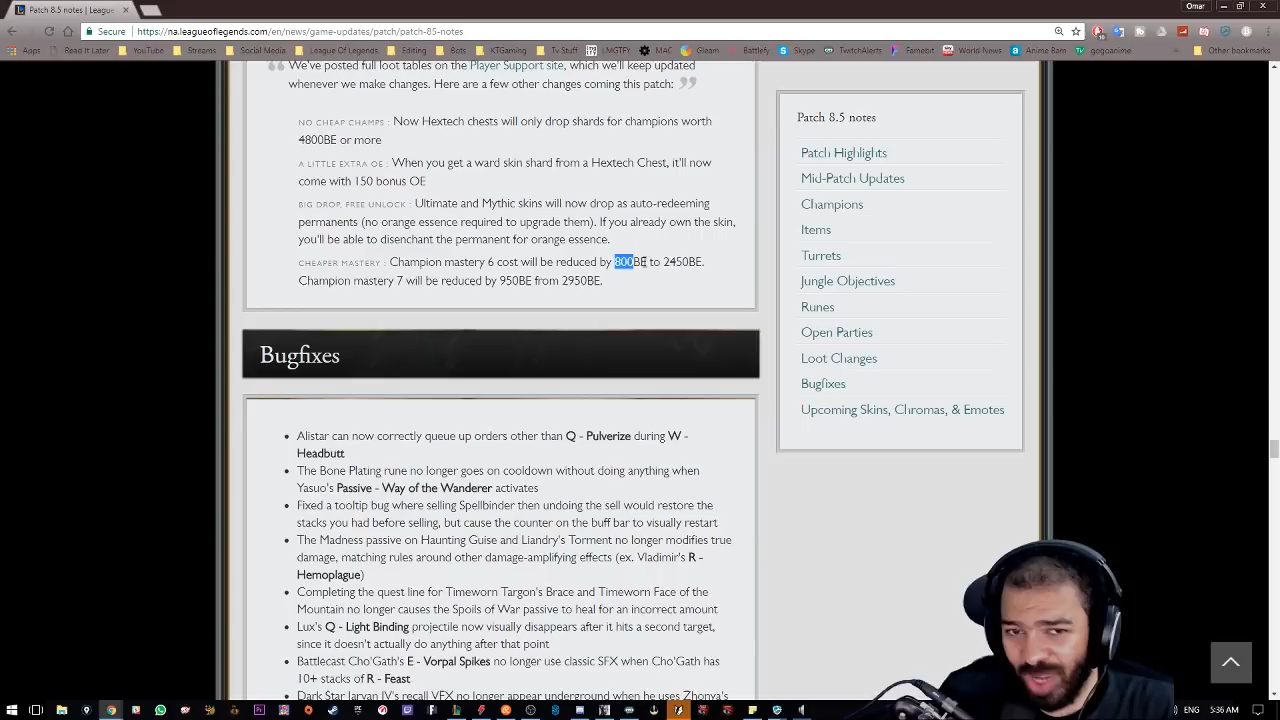 Patch 8.5 notes | League
Omar
Secure | https://na.leagueoflegends.com/en/news/game-updates/patch/patch-85-notes
Apps Read It Later YouTube Streams Social Media League Of Legends Editing Bots KTGaming Tv Stuff LMGTFY MAC Gleam Battlefy Skype TwitchAlerts Famebit World News Anime Bam gogoanime Other bookmarks
We've posted full loot tables on the Player Support site, which we'll keep updated
whenever we make changes. Here are a few other changes coming this patch:
NO CHEAP CHAMPS : Now Hextech chests will only drop shards for champions worth
4800BE or more
A LITTLE EXTRA OE : When you get a ward skin shard from a Hextech Chest, it'll now
come with 150 bonus OE
BIG DROP, FREE UNLOCK : Ultimate and Mythic skins will now drop as auto-redeeming
permanents (no orange essence required to upgrade them). If you already own the skin,
you'll be able to disenchant the permanent for orange essence.
CHEAPER MASTERY : Champion mastery 6 cost will be reduced by 800BE to 2450BE.
Champion mastery 7 will be reduced by 950BE from 2950BE.
Bugfixes
Alistar can now correctly queue up orders other than Q - Pulverize during W -
Headbutt
The Bone Plating rune no longer goes on cooldown without doing anything when
Yasuo's Passive - Way of the Wanderer activates
Fixed a tooltip bug where selling Spellbinder then undoing the sell would restore the
stacks you had before selling, but cause the counter on the buff bar to visually restart
The Madness passive on Haunting Guise and Liandry's Torment no longer modifies true
damage, matching rules around other damage-amplifying effects (ex. Vladimir's R -
Hemoplague)
Completing the quest line for Timeworn Targon's Brace and Timeworn Face of the
Mountain no longer causes the Spoils of War passive to heal for an incorrect amount
Lux's Q - Light Binding projectile now visually disappears after it hits a second target,
since it doesn't actually do anything after that point
Battlecast Cho'Gath's E - Vorpal Spikes no longer use classic SFX when Cho'Gath has
10+ stacks of R - Feast
Dark Star Jarvan IV's recall VFX no longer appear underground when he uses Zhonya's
Patch 8.5 notes
Patch Highlights
Mid-Patch Updates
Champions
Items
Turrets
Jungle Objectives
Runes
Open Parties
Loot Changes
Bugfixes
Upcoming Skins, Chromas, & Emotes
ENG 5:36 AM